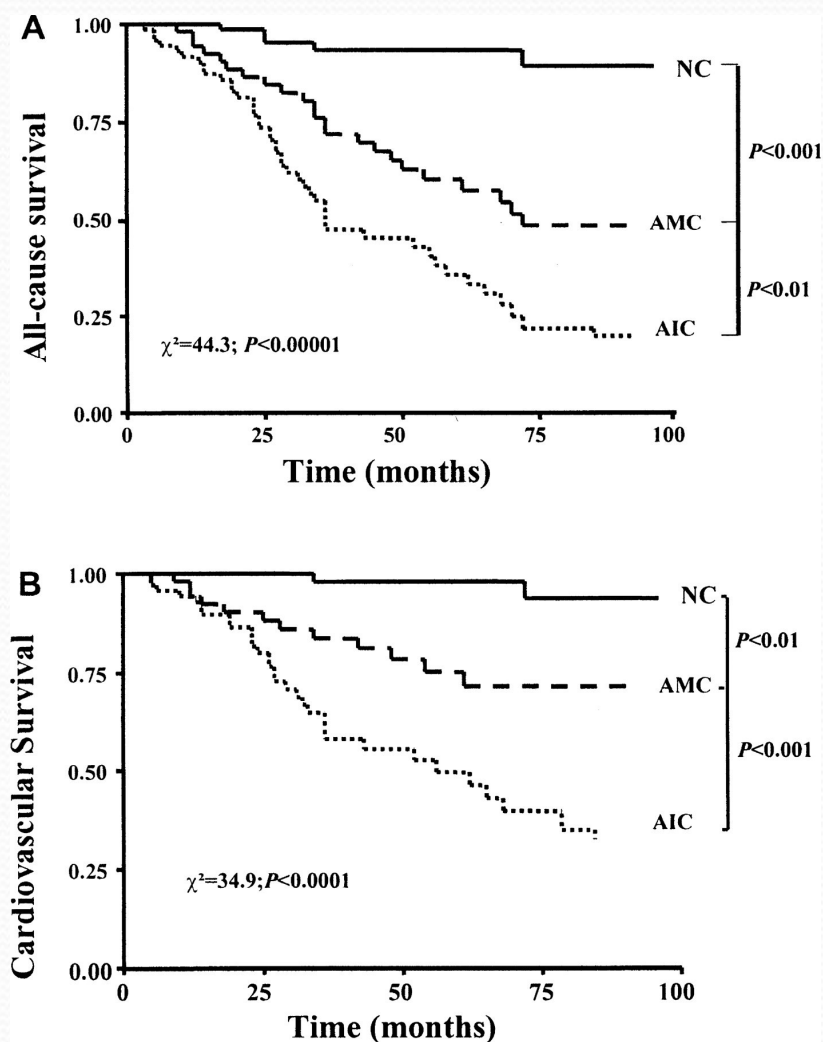 A
All-cause survival
1.00
0.75
0.50
0.25
0.00
NC
AMC
AIC
P<0.001
P<0.01
χ²=44.3; P<0.00001
0 25 50 75 100
Time (months)
B
Cardiovascular Survival
1.00
0.75
0.50
0.25
0.00
NC
AMC
AIC
P<0.01
P<0.001
χ²=34.9;P<0.0001
0 25 50 75 100
Time (months)